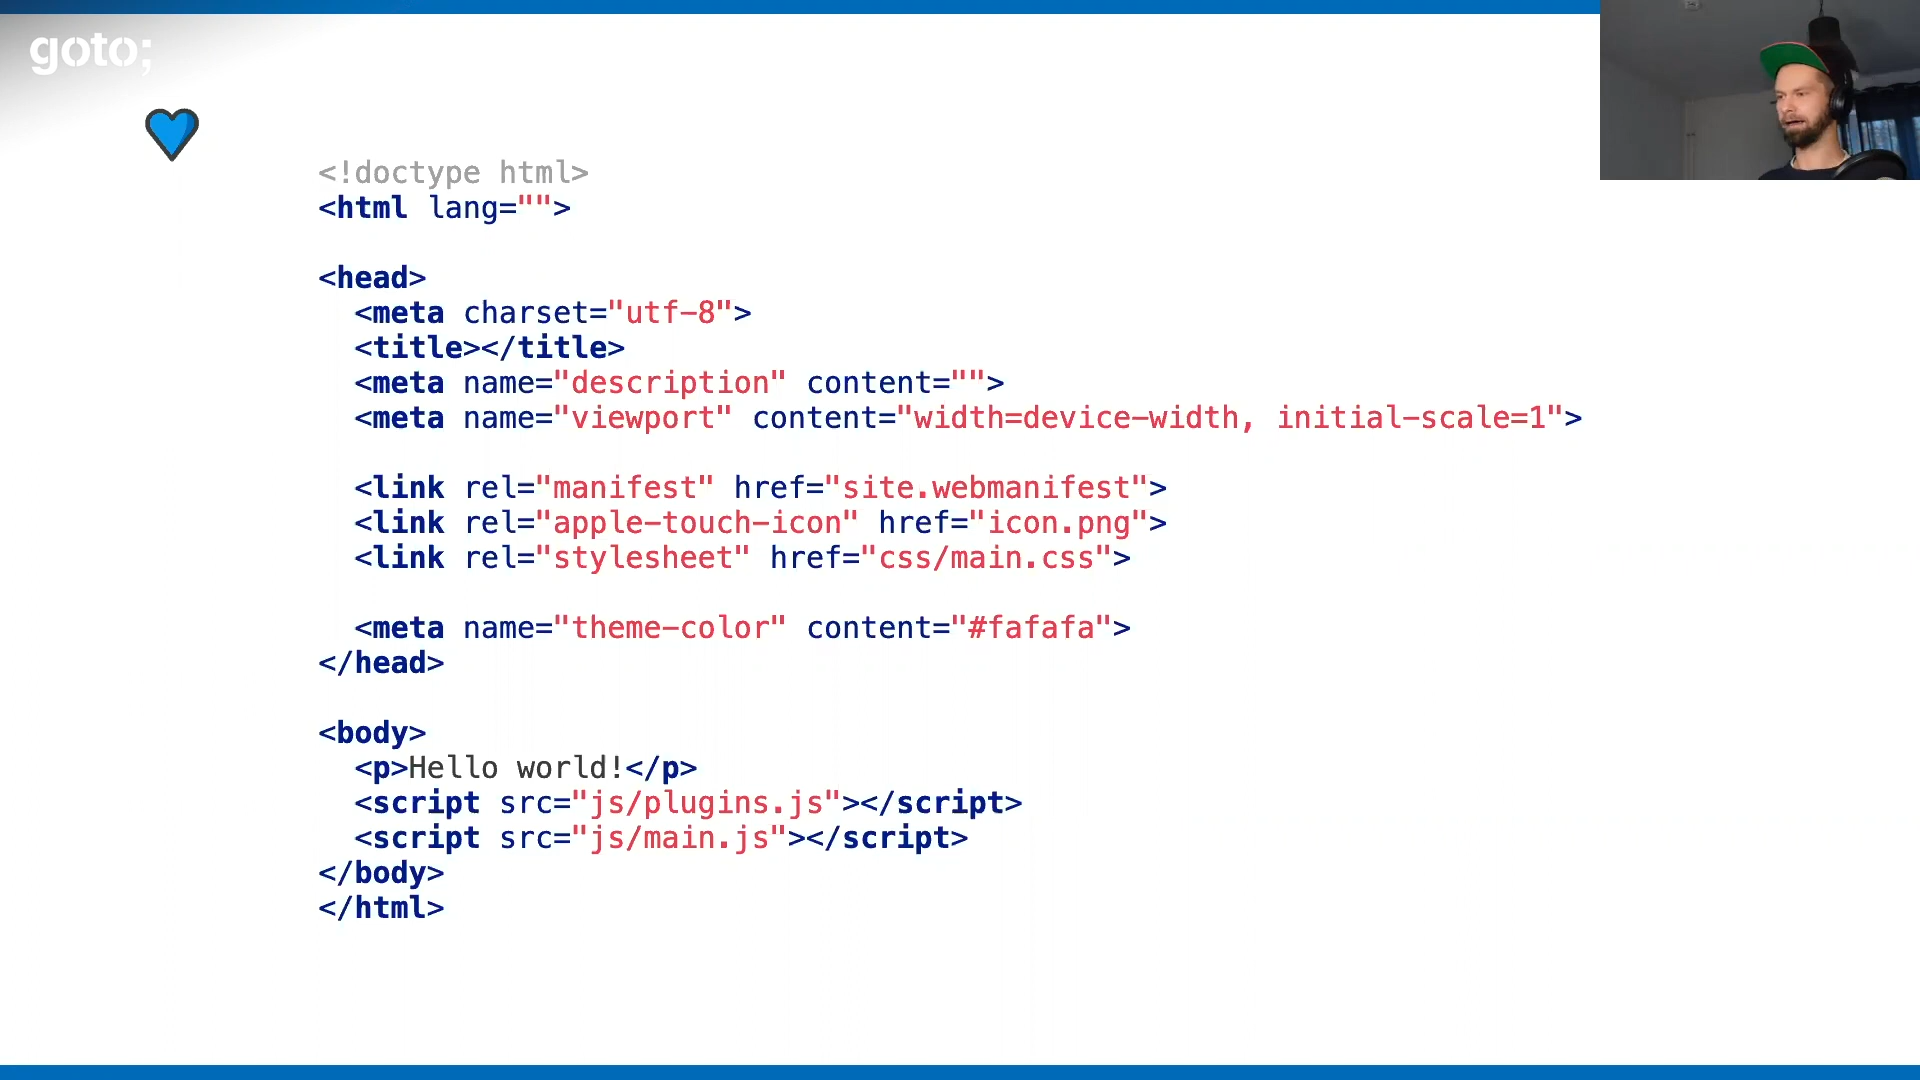 goto;
<!doctype html>
<html lang="">
<head>
<meta charset="utf-8">
<title></title>
<meta name="description" content="">
<meta name="viewport" content="width=device-width, initial-scale=1">
<link rel="manifest" href="site.webmanifest">
<link rel="apple-touch-icon" href="icon.png">
<link rel="stylesheet" href="css/main.css">
<meta name="theme-color" content="#fafafa">
</head>
<body>
<p>Hello world!</p>
<script src="js/plugins.js"></script>
<script src="js/main.js"></script>
</body>
</html>